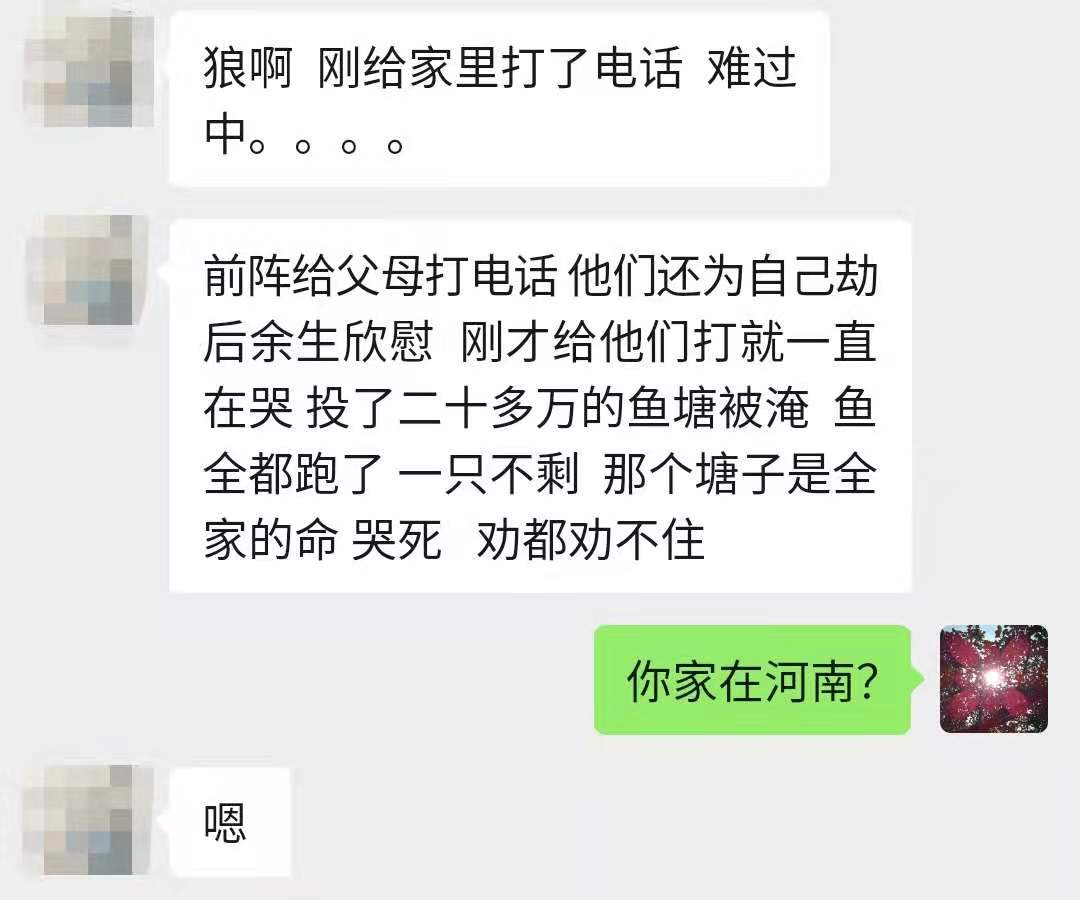 狼啊 刚给家里打了电话 难过
中。。。。
前阵给父母打电话 他们还为自己劫
后余生欣慰 刚才给他们打就一直
在哭 投了二十多万的鱼塘被淹 鱼
全都跑了 一只不剩 那个塘子是全
家的命 哭死 劝都劝不住
你家在河南？
嗯